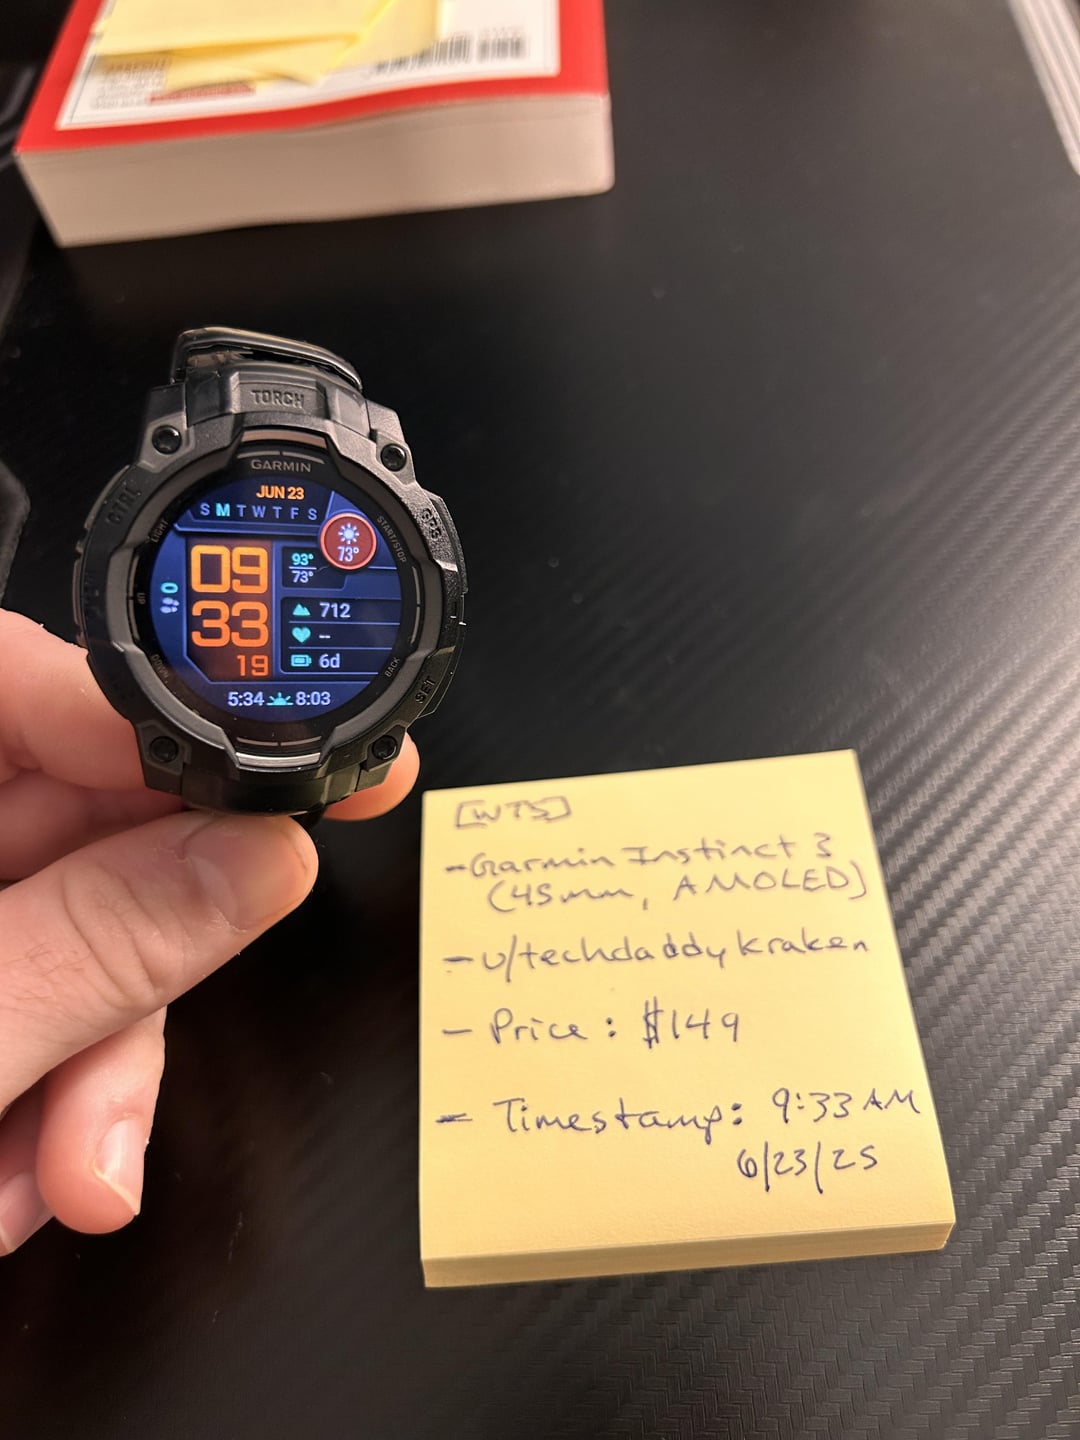 TORCH
GARMIN
CTRL
LIGHT
GPS
START/STOP
JUN 23
S M T W T F S
73°
09
93°
73°
712
33
--
19
6d
UP
DOWN
BACK
SET
5:34 8:03
[WTS]
- Garmin Instinct 3
(45mm, AMOLED)
- u/techdaddykraken
- Price: $149
- Timestamp: 9:33 AM
6/23/25